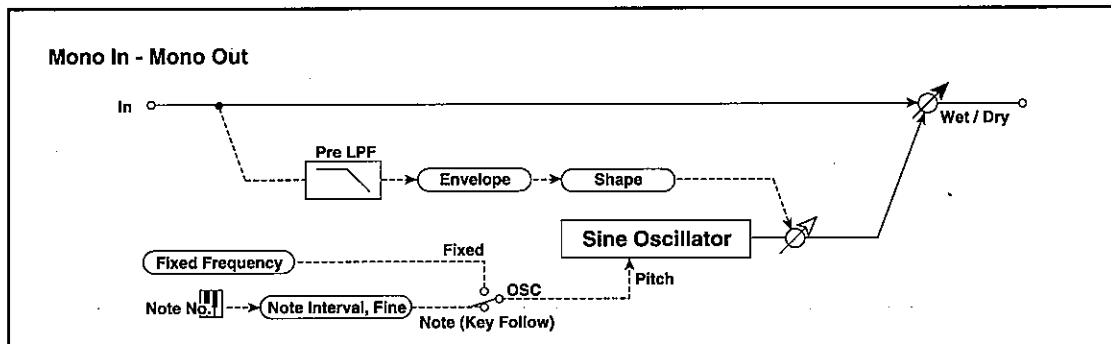 Mono In - Mono Out
In
Wet / Dry
Pre LPF
Envelope
Shape
Sine Oscillator
Fixed Frequency
Fixed
OSC
Pitch
Note No.
Note Interval, Fine
Note (Key Follow)